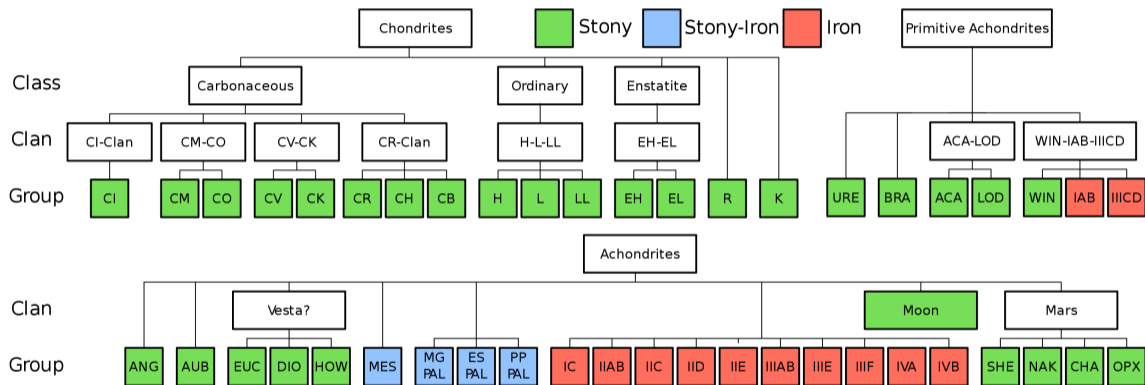 Chondrites
Stony
Stony-Iron
Iron
Primitive Achondrites
Class
Carbonaceous
Ordinary
Enstatite
Clan
CI-Clan
CM-CO
CV-CK
CR-Clan
H-L-LL
EH-EL
ACA-LOD
WIN-IAB-IIICD
Group
CI
CM
CO
CV
CK
CR
CH
CB
H
L
LL
EH
EL
R
K
URE
BRA
ACA
LOD
WIN
IAB
IIICD
Achondrites
Clan
Vesta?
Moon
Mars
Group
ANG
AUB
EUC
DIO
HOW
MES
MG
PAL
ES
PAL
PP
PAL
IC
IIAB
IIC
IID
IIE
IIIAB
IIIE
IIIF
IVA
IVB
SHE
NAK
CHA
OPX